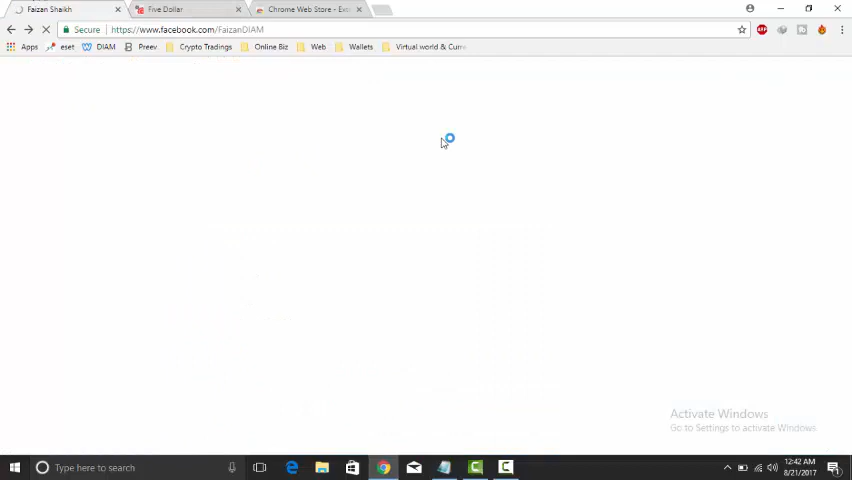 Faizan Shaikh
Five Dollar
Chrome Web Store - Exte
Secure
https://www.facebook.com/FaizanDIAM
Apps
eset
DIAM
Preev
Crypto Tradings
Online Biz
Web
Wallets
Virtual world & Curre
ABP
Activate Windows
Go to Settings to activate Windows.
Type here to search
12:42 AM
8/21/2017